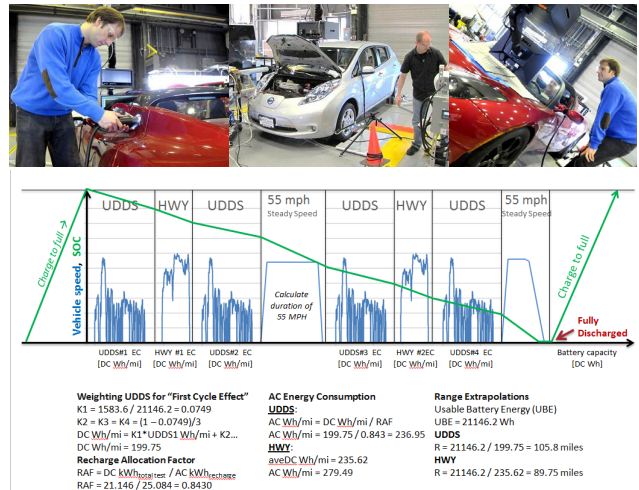 UDDS HWY UDDS 55 mph UDDS HWY UDDS 55 mph
Steady Speed Steady Speed
Charge to full →
Vehicle speed, SOC
Calculate
duration of
55 MPH
Charge to full →
Fully
Discharged
UDDS#1 EC HWY #1 EC UDDS#2 EC UDDS#3 EC HWY #2EC UDDS#4 EC Battery capacity
[DC Wh/mi] [DC Wh/mi] [DC Wh/mi] [DC Wh/mi] [DC Wh/mi] [DC Wh/mi] [DC Wh]
Weighting UDDS for "First Cycle Effect"
K1 = 1583.6 / 21146.2 = 0.0749
K2 = K3 = K4 = (1 – 0.0749)/3
DC Wh/mi = K1*UDDS1 Wh/mi + K2...
DC Wh/mi = 199.75
Recharge Allocation Factor
RAF = DC kWhtotal test / AC kWhrecharge
RAF = 21.146 / 25.084 = 0.8430
AC Energy Consumption
UDDS:
AC Wh/mi = DC Wh/mi / RAF
AC Wh/mi = 199.75 / 0.843 = 236.95
HWY:
aveDC Wh/mi = 235.62
AC Wh/mi = 279.49
Range Extrapolations
Usable Battery Energy (UBE)
UBE = 21146.2 Wh
UDDS
R = 21146.2 / 199.75 = 105.8 miles
HWY
R = 21146.2 / 235.62 = 89.75 miles